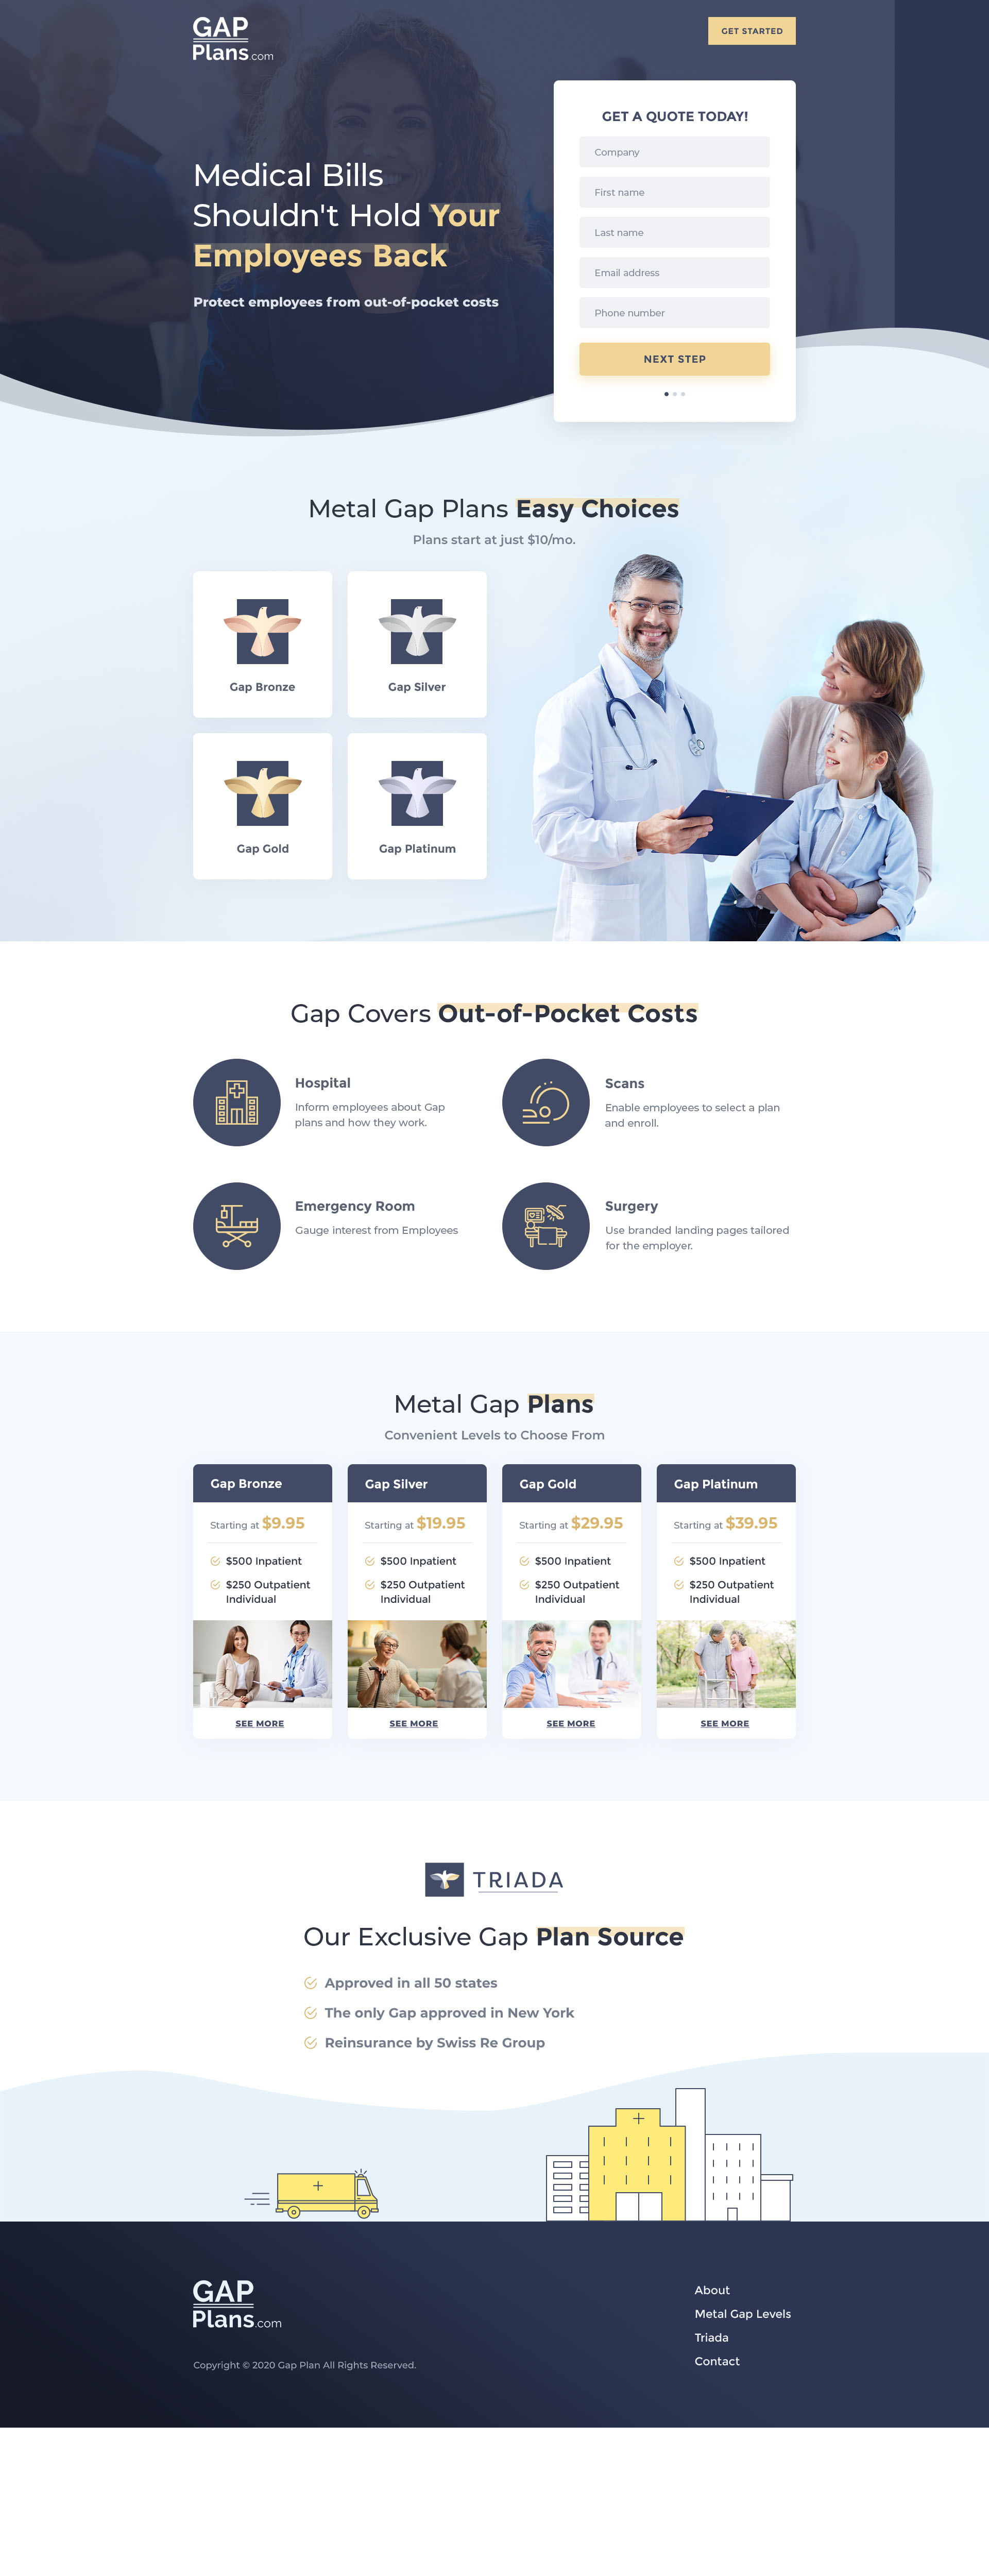 GAP
Plans.com
GET STARTED
Medical Bills
Shouldn't Hold Your
Employees Back
Protect employees from out-of-pocket costs
GET A QUOTE TODAY!
Company
First name
Last name
Email address
Phone number
NEXT STEP
Metal Gap Plans Easy Choices
Plans start at just $10/mo.
Gap Bronze
Gap Silver
Gap Gold
Gap Platinum
Gap Covers Out-of-Pocket Costs
Hospital
Inform employees about Gap
plans and how they work.
Scans
Enable employees to select a plan
and enroll.
Emergency Room
Gauge interest from Employees
Surgery
Use branded landing pages tailored
for the employer.
Metal Gap Plans
Convenient Levels to Choose From
Gap Bronze
Starting at $9.95
$500 Inpatient
$250 Outpatient
Individual
SEE MORE
Gap Silver
Starting at $19.95
$500 Inpatient
$250 Outpatient
Individual
SEE MORE
Gap Gold
Starting at $29.95
$500 Inpatient
$250 Outpatient
Individual
SEE MORE
Gap Platinum
Starting at $39.95
$500 Inpatient
$250 Outpatient
Individual
SEE MORE
TRIADA
Our Exclusive Gap Plan Source
Approved in all 50 states
The only Gap approved in New York
Reinsurance by Swiss Re Group
GAP
Plans.com
Copyright © 2020 Gap Plan All Rights Reserved.
About
Metal Gap Levels
Triada
Contact